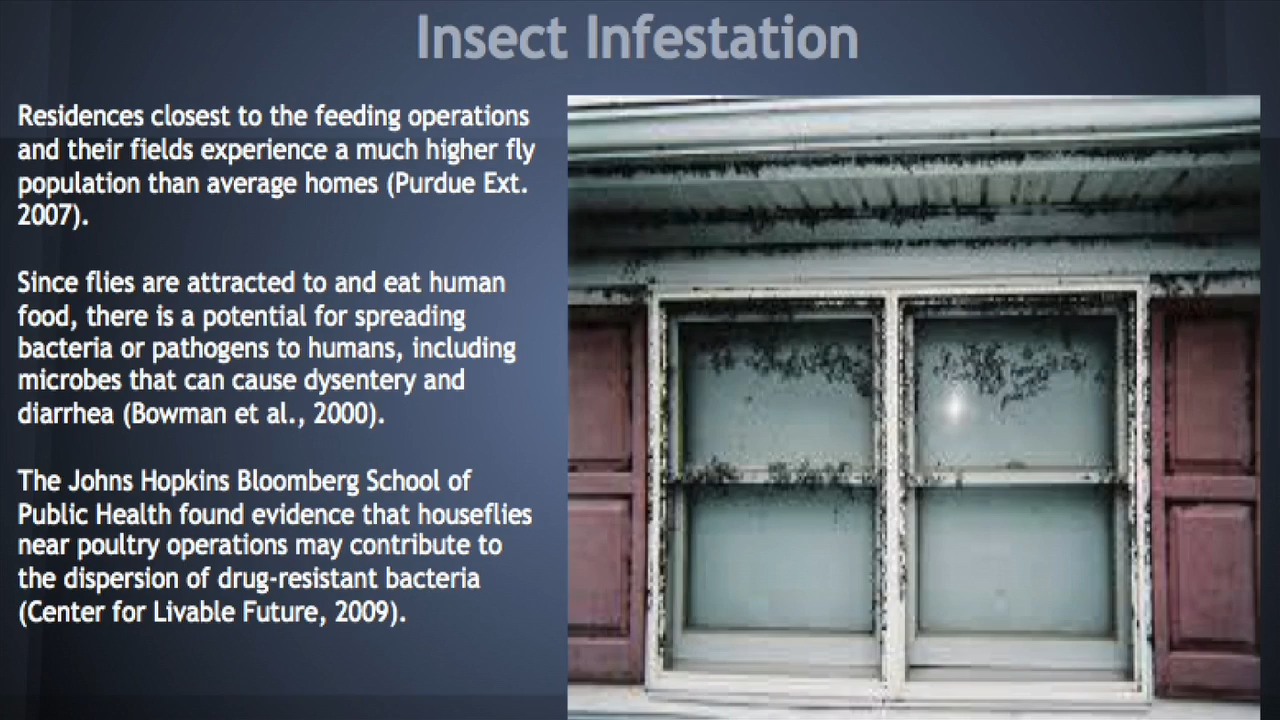 Insect Infestation
Residences closest to the feeding operations
and their fields experience a much higher fly
population than average homes (Purdue Ext.
2007).
Since flies are attracted to and eat human
food, there is a potential for spreading
bacteria or pathogens to humans, including
microbes that can cause dysentery and
diarrhea (Bowman et al., 2000).
The Johns Hopkins Bloomberg School of
Public Health found evidence that houseflies
near poultry operations may contribute to
the dispersion of drug-resistant bacteria
(Center for Livable Future, 2009).